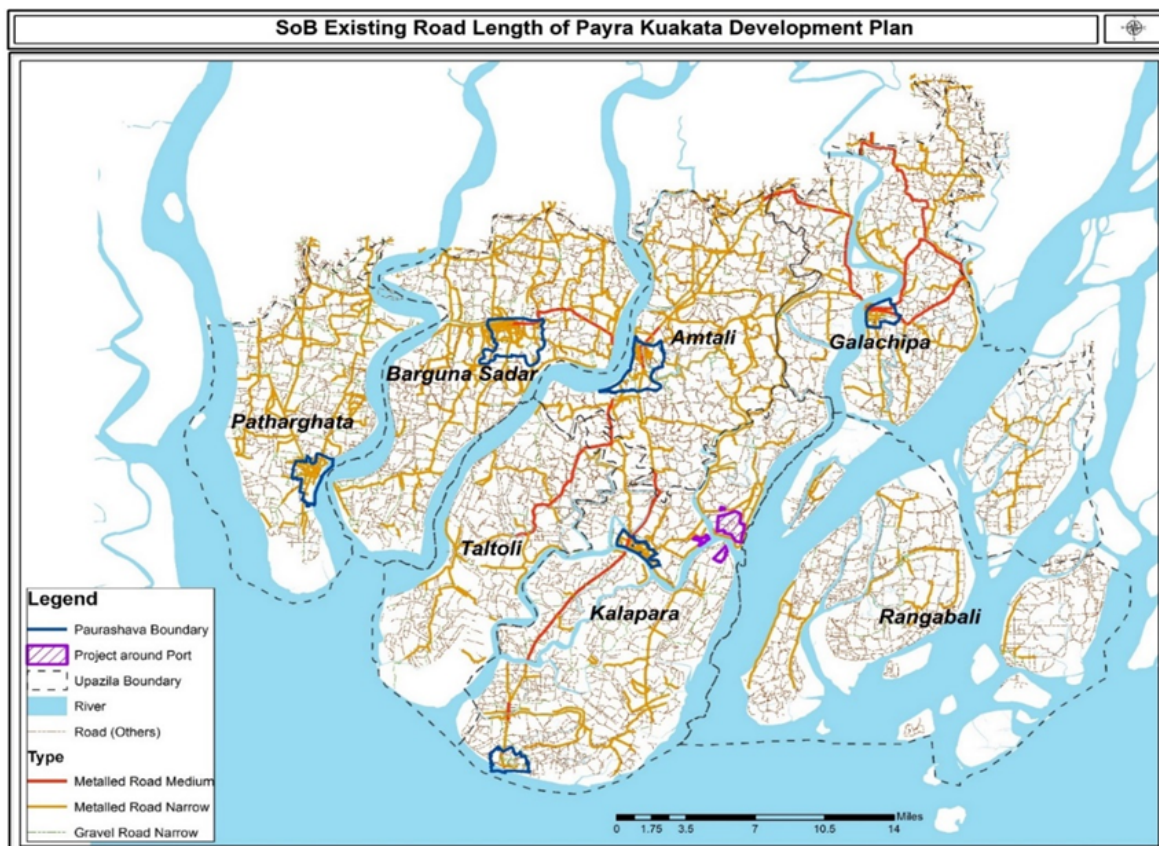 SoB Existing Road Length of Payra Kuakata Development Plan
Amtali
Galachipa
Barguna Sadar
Patharghata
Taltoli
Kalapara
Rangabali
Legend
Paurashava Boundary
Project around Port
Upazila Boundary
River
Road (Others)
Type
Metalled Road Medium
Metalled Road Narrow
Gravel Road Narrow
Miles
0 1.75 3.5 7 10.5 14